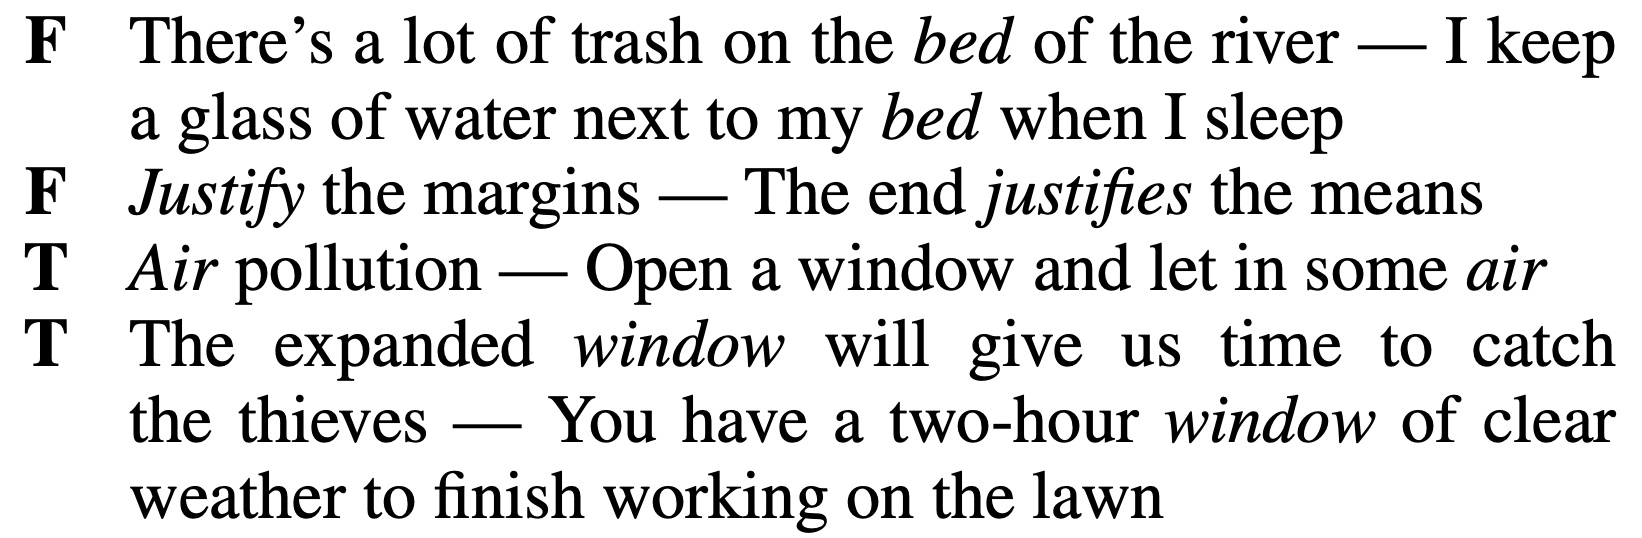 F There’s a lot of trash on the bed of the river — I keep
a glass of water next to my bed when I sleep
F Justify the margins — The end justifies the means
T Air pollution — Open a window and let in some air
T The expanded window will give us time to catch
the thieves — You have a two-hour window of clear
weather to finish working on the lawn